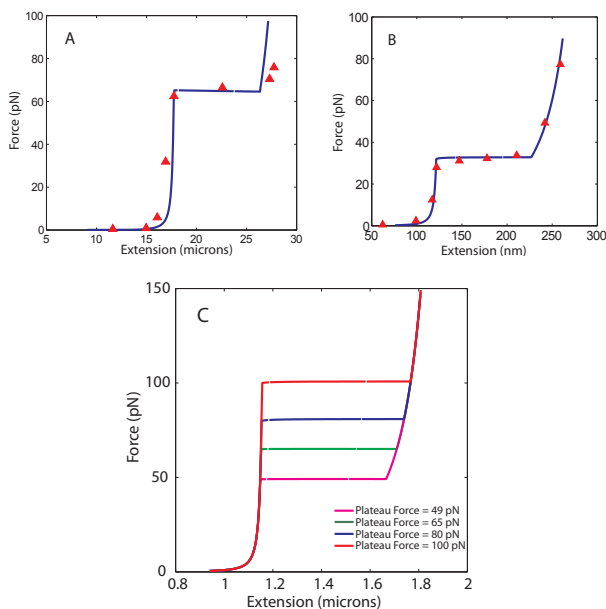 A
100
80
60
40
20
0
Force (pN)
5
10
15
20
25
30
Extension (microns)
B
100
80
60
40
20
0
Force (pN)
50
100
150
200
250
300
Extension (nm)
C
150
100
50
0
Force (pN)
Plateau Force = 49 pN
Plateau Force = 65 pN
Plateau Force = 80 pN
Plateau Force = 100 pN
0.8
1
1.2
1.4
1.6
1.8
2
Extension (microns)